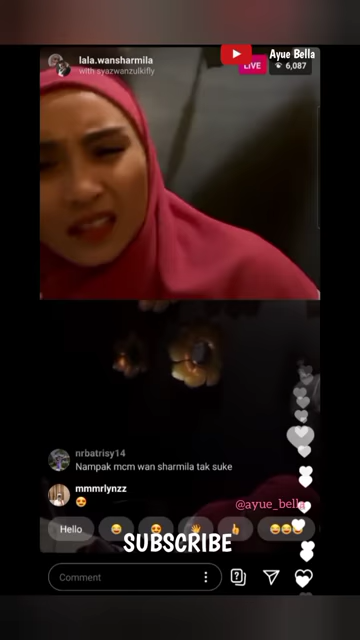 Ayue Bella
lala.wansharmila
with syazwanzulkifly
LIVE
6,087
nrbatrisy14
Nampak mcm wan sharmila tak suke
mmmrlynzz
😍
@ayue_bella
Hello
😂
😍
👋
👍
😂😂😂
SUBSCRIBE
Comment